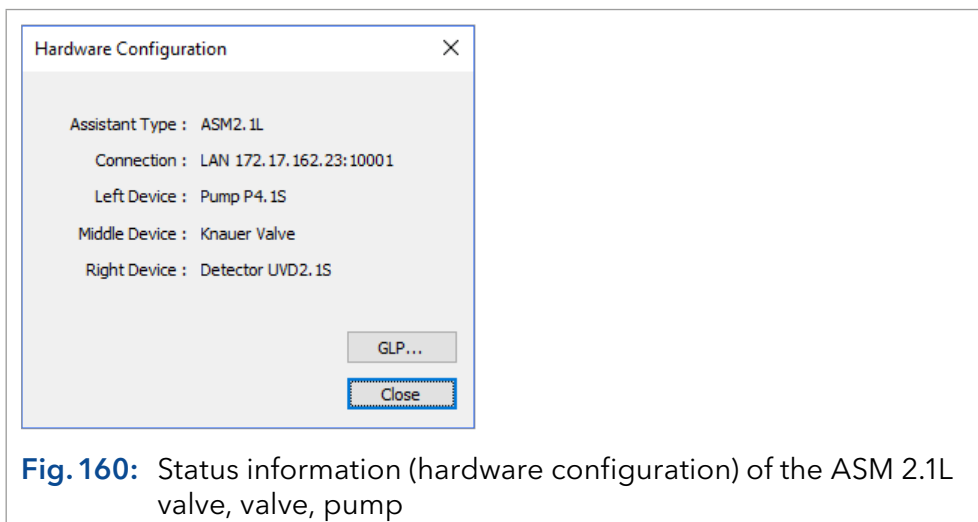 Hardware Configuration
Assistant Type : ASM2.1L
Connection : LAN 172.17.162.23:10001
Left Device : Pump P4.1S
Middle Device : Knauer Valve
Right Device : Detector UVD2.1S
GLP...
Close
Fig. 160: Status information (hardware configuration) of the ASM 2.1L
valve, valve, pump